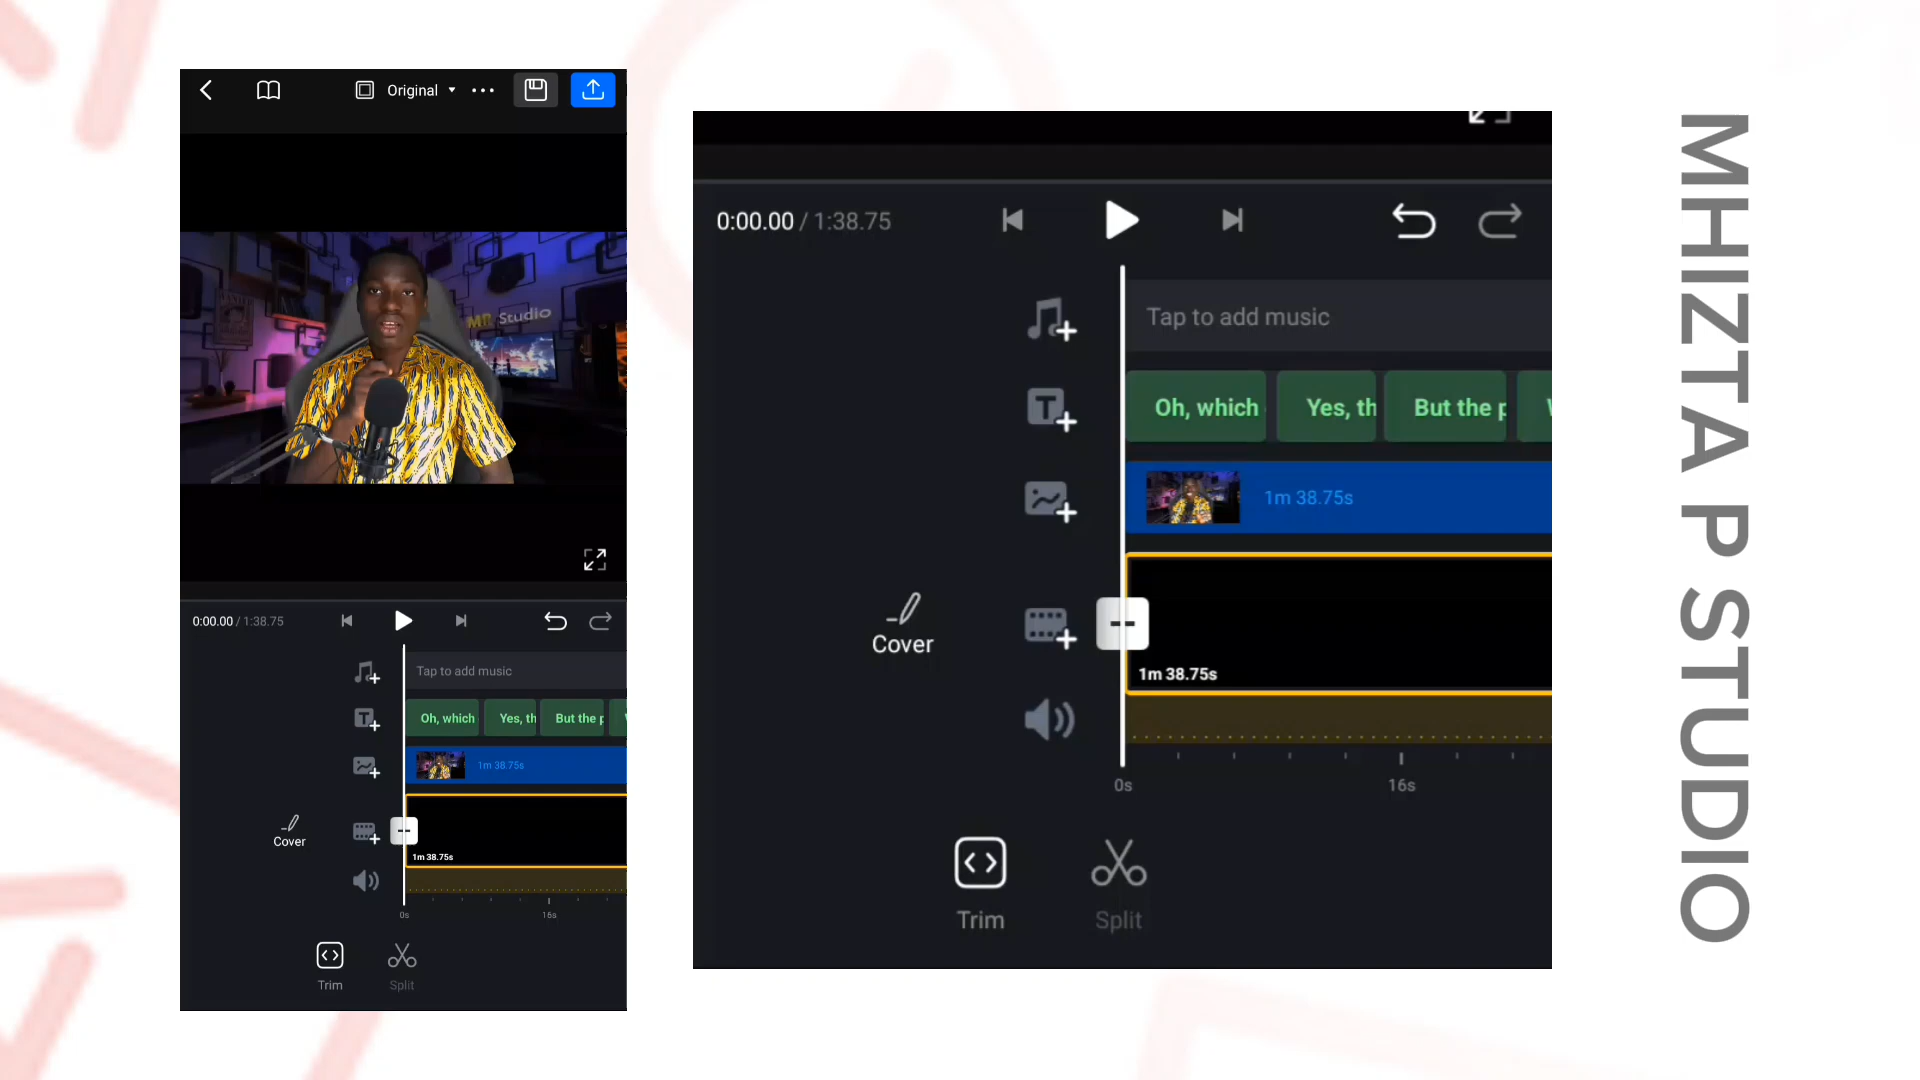 Original
MP Studio
0:00.00 / 1:38.75
Tap to add music
Oh, which Yes, th But the p
1m 38.75s
Cover
1m 38.75s
0s 16s
Trim Split
0:00.00 / 1:38.75
Tap to add music
Oh, which Yes, th But the p
1m 38.75s
Cover
1m 38.75s
0s 16s
Trim Split
MHIZTA P STUDIO